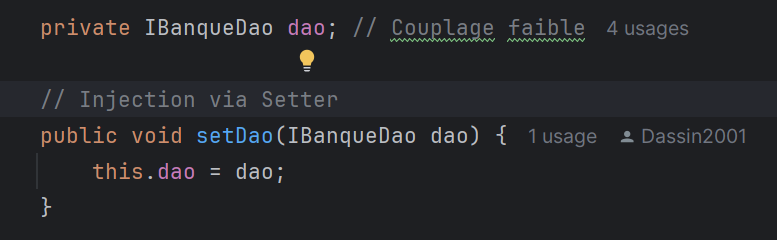 private IBanqueDao dao; // Couplage faible 4 usages
// Injection via Setter
public void setDao(IBanqueDao dao) { 1 usage Dassin2001
this.dao = dao;
}